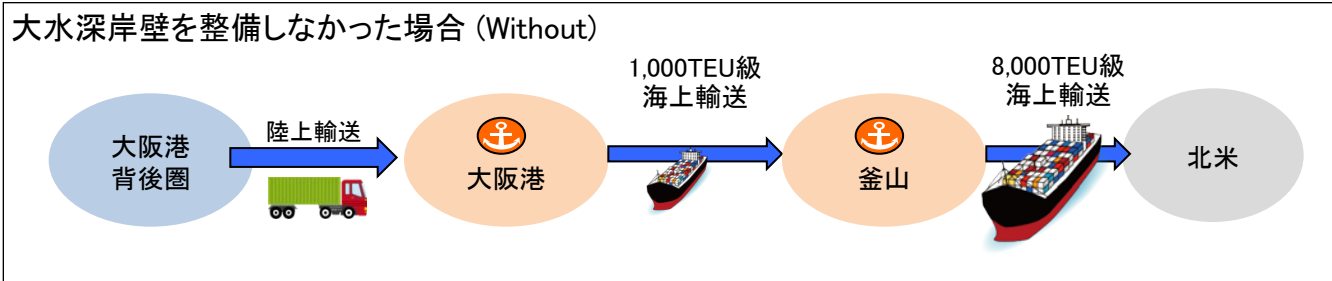 大水深岸壁を整備しなかった場合 (Without)
大阪港
背後圏
陸上輸送
大阪港
1,000TEU級
海上輸送
釜山
8,000TEU級
海上輸送
北米